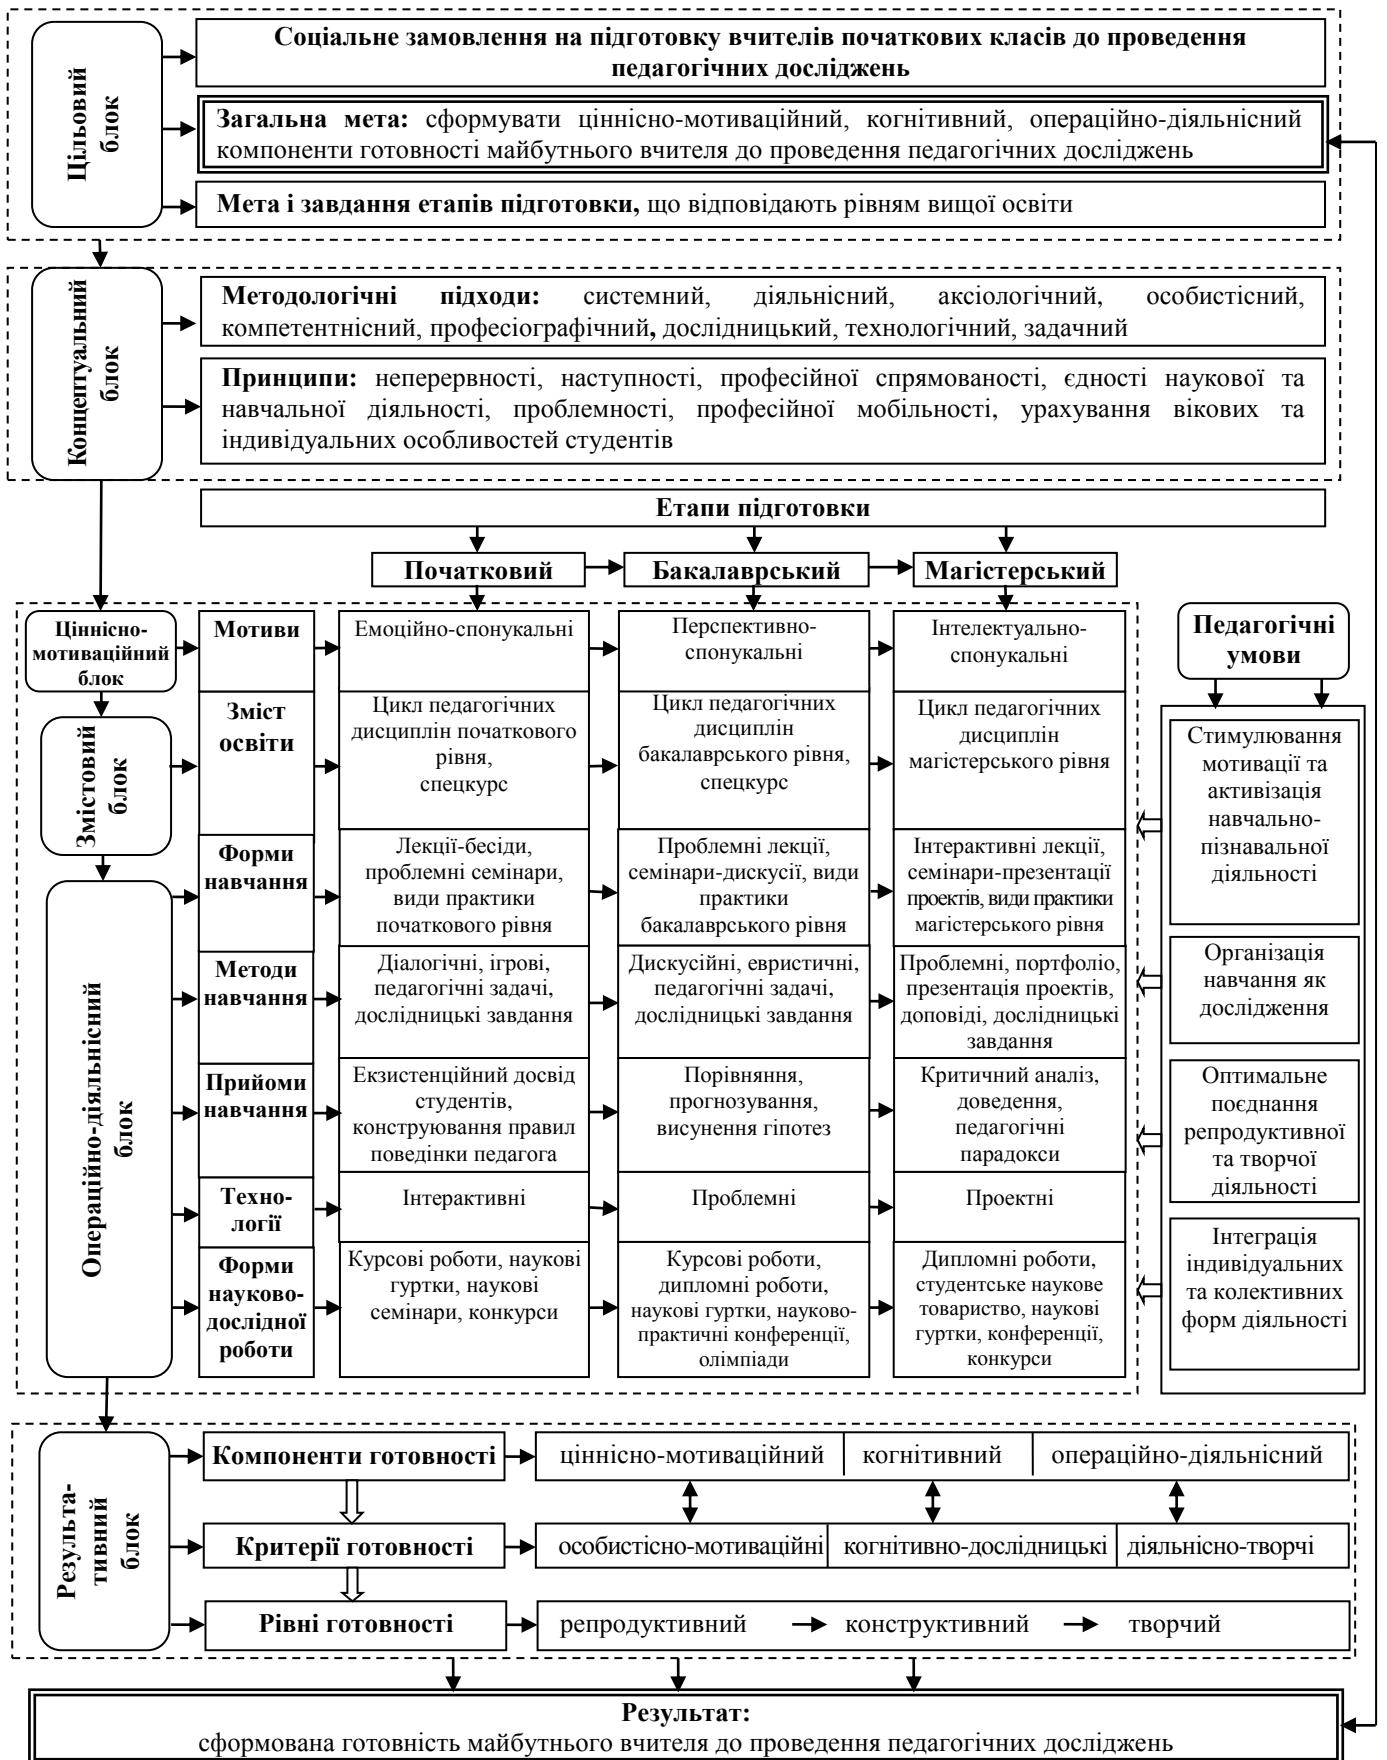 Цільовий
блок
Соціальне замовлення на підготовку вчителів початкових класів до проведення
педагогічних досліджень
Загальна мета: сформувати ціннісно-мотиваційний, когнітивний, операційно-діяльнісний
компоненти готовності майбутнього вчителя до проведення педагогічних досліджень
Мета і завдання етапів підготовки, що відповідають рівням вищої освіти
Концептуальний
блок
Методологічні підходи: системний, діяльнісний, аксіологічний, особистісний,
компетентнісний, професіографічний, дослідницький, технологічний, задачний
Принципи: неперервності, наступності, професійної спрямованості, єдності наукової та
навчальної діяльності, проблемності, професійної мобільності, урахування вікових та
індивідуальних особливостей студентів
Етапи підготовки
Початковий
Бакалаврський
Магістерський
Ціннісно-
мотиваційний
блок
Мотиви
Емоційно-спонукальні
Перспективно-
спонукальні
Інтелектуально-
спонукальні
Змістовий
блок
Зміст
освіти
Цикл педагогічних
дисциплін початкового
рівня,
спецкурс
Цикл педагогічних
дисциплін
бакалаврського рівня,
спецкурс
Цикл педагогічних
дисциплін
магістерського рівня
Операційно-діяльнісний
блок
Форми
навчання
Лекції-бесіди,
проблемні семінари,
види практики
початкового рівня
Проблемні лекції,
семінари-дискусії, види
практики
бакалаврського рівня
Інтерактивні лекції,
семінари-презентації
проектів, види практики
магістерського рівня
Методи
навчання
Діалогічні, ігрові,
педагогічні задачі,
дослідницькі завдання
Дискусійні, евристичні,
педагогічні задачі,
дослідницькі завдання
Проблемні, портфоліо,
презентація проектів,
доповіді, дослідницькі
завдання
Прийоми
навчання
Екзистенційний досвід
студентів,
конструювання правил
поведінки педагога
Порівняння,
прогнозування,
висунення гіпотез
Критичний аналіз,
доведення,
педагогічні
парадокси
Техно-
логії
Інтерактивні
Проблемні
Проектні
Форми
науково-
дослідної
роботи
Курсові роботи, наукові
гуртки, наукові
семінари, конкурси
Курсові роботи,
дипломні роботи,
наукові гуртки, науково-
практичні конференції,
олімпіади
Дипломні роботи,
студентське наукове
товариство, наукові
гуртки, конференції,
конкурси
Педагогічні
умови
Стимулювання
мотивації та
активізація
навчально-
пізнавальної
діяльності
Організація
навчання як
дослідження
Оптимальне
поєднання
репродуктивної
та творчої
діяльності
Інтеграція
індивідуальних
та колективних
форм діяльності
Результа-
тивний
блок
Компоненти готовності
ціннісно-мотиваційний когнітивний операційно-діяльнісний
Критерії готовності
особистісно-мотиваційні когнітивно-дослідницькі діяльнісно-творчі
Рівні готовності
репродуктивний конструктивний творчий
Результат:
сформована готовність майбутнього вчителя до проведення педагогічних досліджень